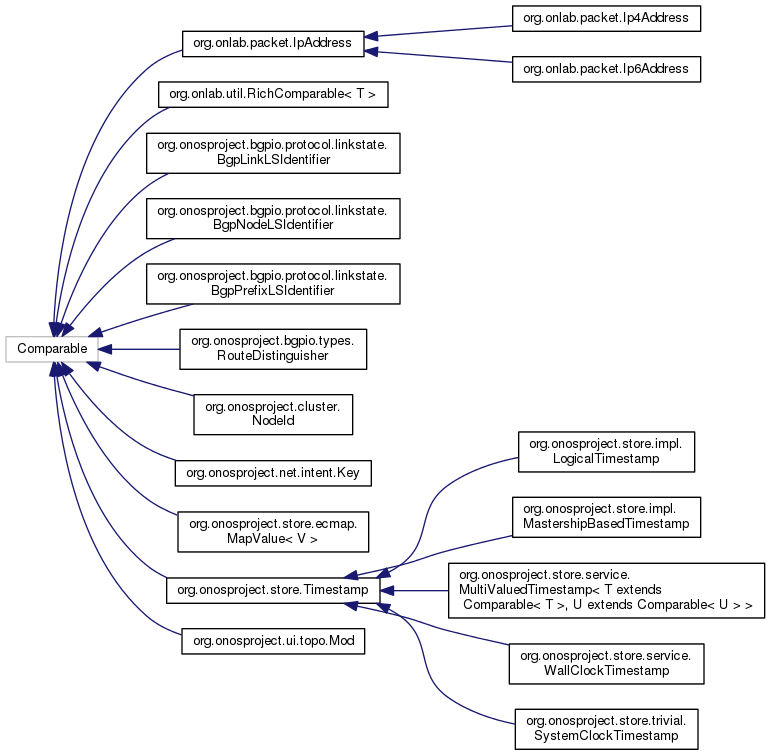 org.onlab.packet.Ip4Address
org.onlab.packet.IpAddress
org.onlab.packet.Ip6Address
org.onlab.util.RichComparable< T >
org.onosproject.bgpio.protocol.linkstate.
BgpLinkLSIdentifier
org.onosproject.bgpio.protocol.linkstate.
BgpNodeLSIdentifier
org.onosproject.bgpio.protocol.linkstate.
BgpPrefixLSIdentifier
Comparable
org.onosproject.bgpio.types.
RouteDistinguisher
org.onosproject.cluster.
NodeId
org.onosproject.net.intent.Key
org.onosproject.store.ecmap.
MapValue< V >
org.onosproject.store.Timestamp
org.onosproject.ui.topo.Mod
org.onosproject.store.impl.
LogicalTimestamp
org.onosproject.store.impl.
MastershipBasedTimestamp
org.onosproject.store.service.
MultiValuedTimestamp< T extends
Comparable< T >, U extends Comparable< U > >
org.onosproject.store.service.
WallClockTimestamp
org.onosproject.store.trivial.
SystemClockTimestamp